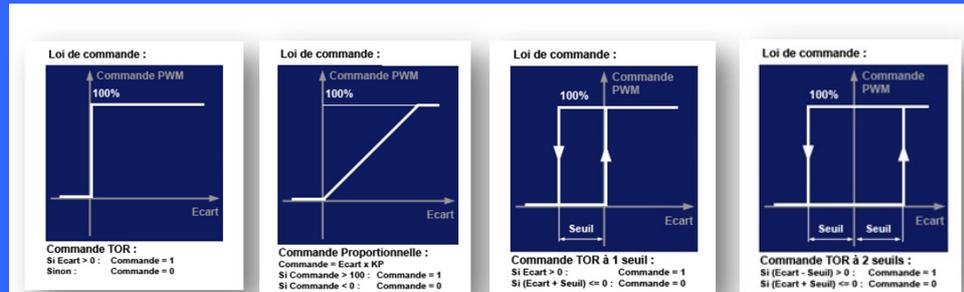 Loi de commande :
Commande PWM
100%
Ecart
Commande TOR :
Si Ecart > 0 : Commande = 1
Sinon : Commande = 0
Loi de commande :
Commande PWM
100%
Ecart
Commande Proportionnelle :
Commande = Ecart x KP
Si Commande > 100 : Commande = 1
Si Commande < 0 : Commande = 0
Loi de commande :
Commande
PWM
100%
Ecart
Seuil
Commande TOR à 1 seuil :
Si Ecart > 0 : Commande = 1
Si (Ecart + Seuil) <= 0 : Commande = 0
Loi de commande :
Commande
PWM
100%
Ecart
Seuil Seuil
Commande TOR à 2 seuils :
Si (Ecart - Seuil) > 0 : Commande = 1
Si (Ecart + Seuil) <= 0 : Commande = 0